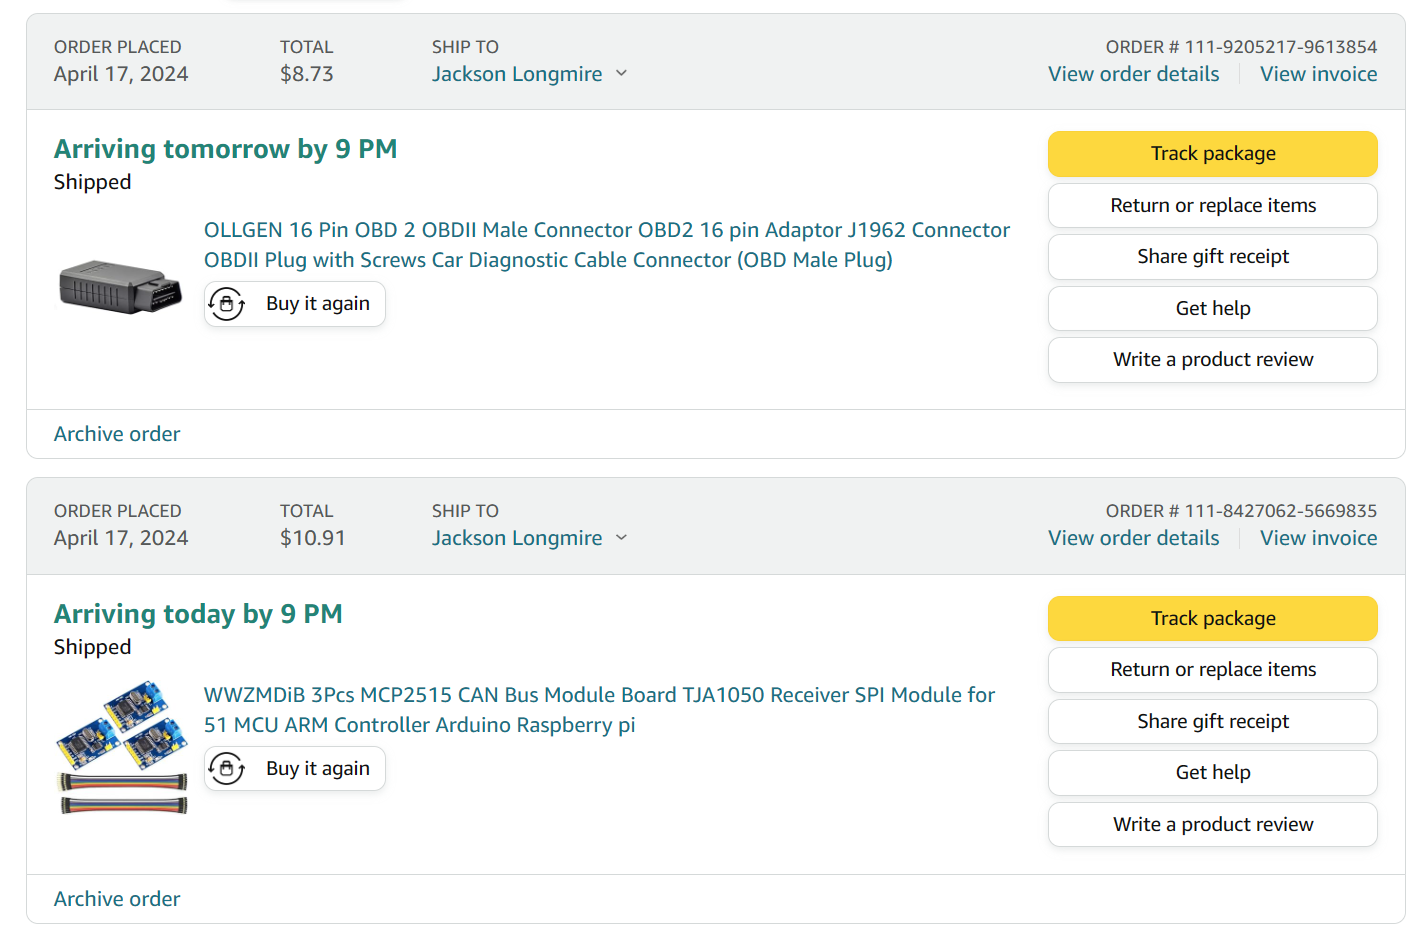 ORDER PLACED
April 17, 2024
TOTAL
$8.73
SHIP TO
Jackson Longmire
ORDER # 111-9205217-9613854
View order details
View invoice
Arriving tomorrow by 9 PM
Shipped
OLLGEN 16 Pin OBD 2 OBDII Male Connector OBD2 16 pin Adaptor J1962 Connector
OBDII Plug with Screws Car Diagnostic Cable Connector (OBD Male Plug)
Buy it again
Track package
Return or replace items
Share gift receipt
Get help
Write a product review
Archive order
ORDER PLACED
April 17, 2024
TOTAL
$10.91
SHIP TO
Jackson Longmire
ORDER # 111-8427062-5669835
View order details
View invoice
Arriving today by 9 PM
Shipped
WWZMDiB 3Pcs MCP2515 CAN Bus Module Board TJA1050 Receiver SPI Module for
51 MCU ARM Controller Arduino Raspberry pi
Buy it again
Track package
Return or replace items
Share gift receipt
Get help
Write a product review
Archive order